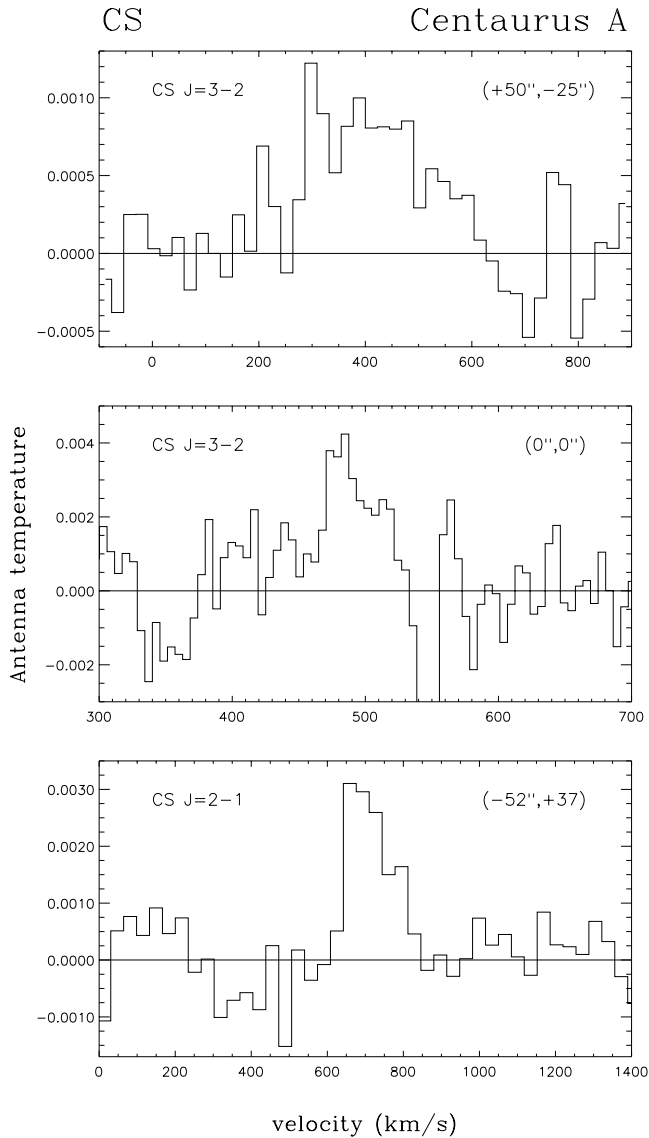 CS Centaurus A
CS J=3-2 (+50",-25")
0.0010
0.0005
0.0000
-0.0005
0 200 400 600 800
Antenna temperature
CS J=3-2 (0",0")
0.004
0.002
0.000
-0.002
300 400 500 600 700
CS J=2-1 (-52",+37)
0.0030
0.0020
0.0010
0.0000
-0.0010
0 200 400 600 800 1000 1200 1400
velocity (km/s)